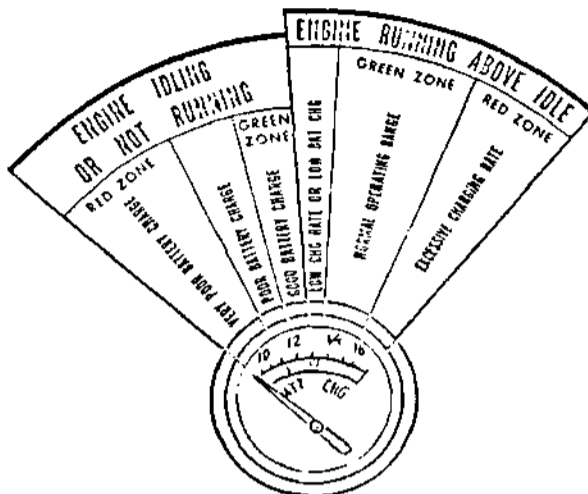 ENGINE IDLING
OR NOT RUNNING
RED ZONE
VERY POOR BATTERY CHARGE
POOR BATTERY CHARGE
GREEN
ZONE
GOOD BATTERY CHARGE
ENGINE RUNNING ABOVE IDLE
LOW CHG RATE OR LOW BAT CHG
GREEN ZONE
NORMAL OPERATING RANGE
RED ZONE
EXCESSIVE CHARGING RATE
10 12 14 16
CHG